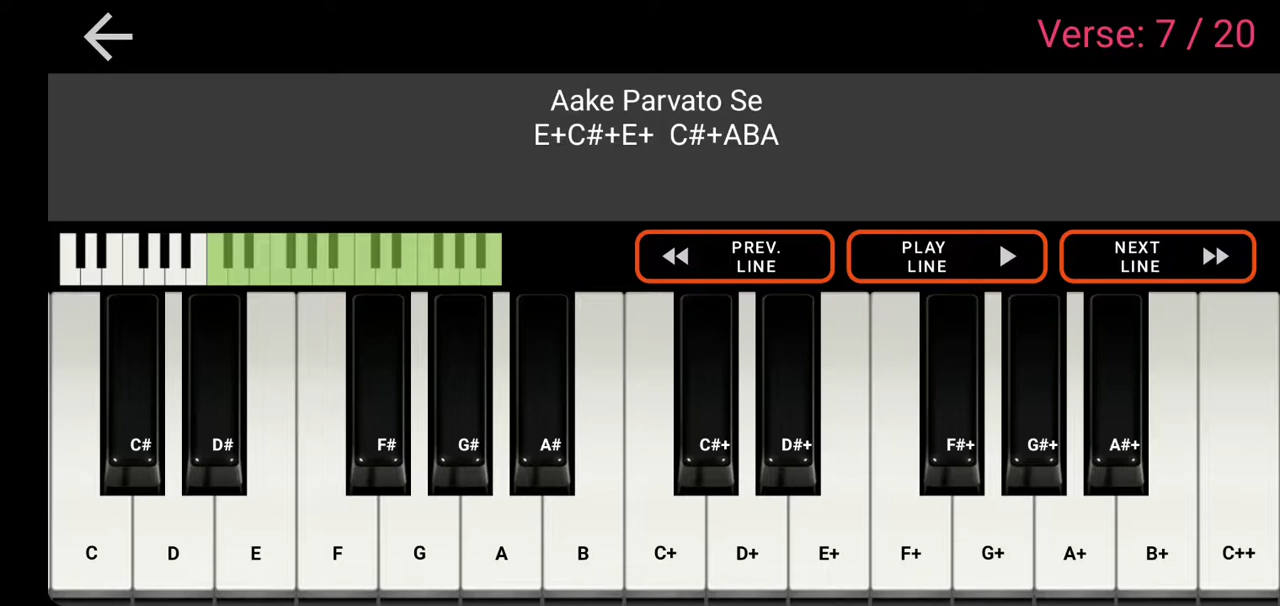 Verse: 7 / 20
Aake Parvato Se
E+C#+E+  C#+ABA
PREV.
LINE
PLAY
LINE
NEXT
LINE
C# D# F# G# A# C#+ D#+ F#+ G#+ A#+
C D E F G A B C+ D+ E+ F+ G+ A+ B+ C++